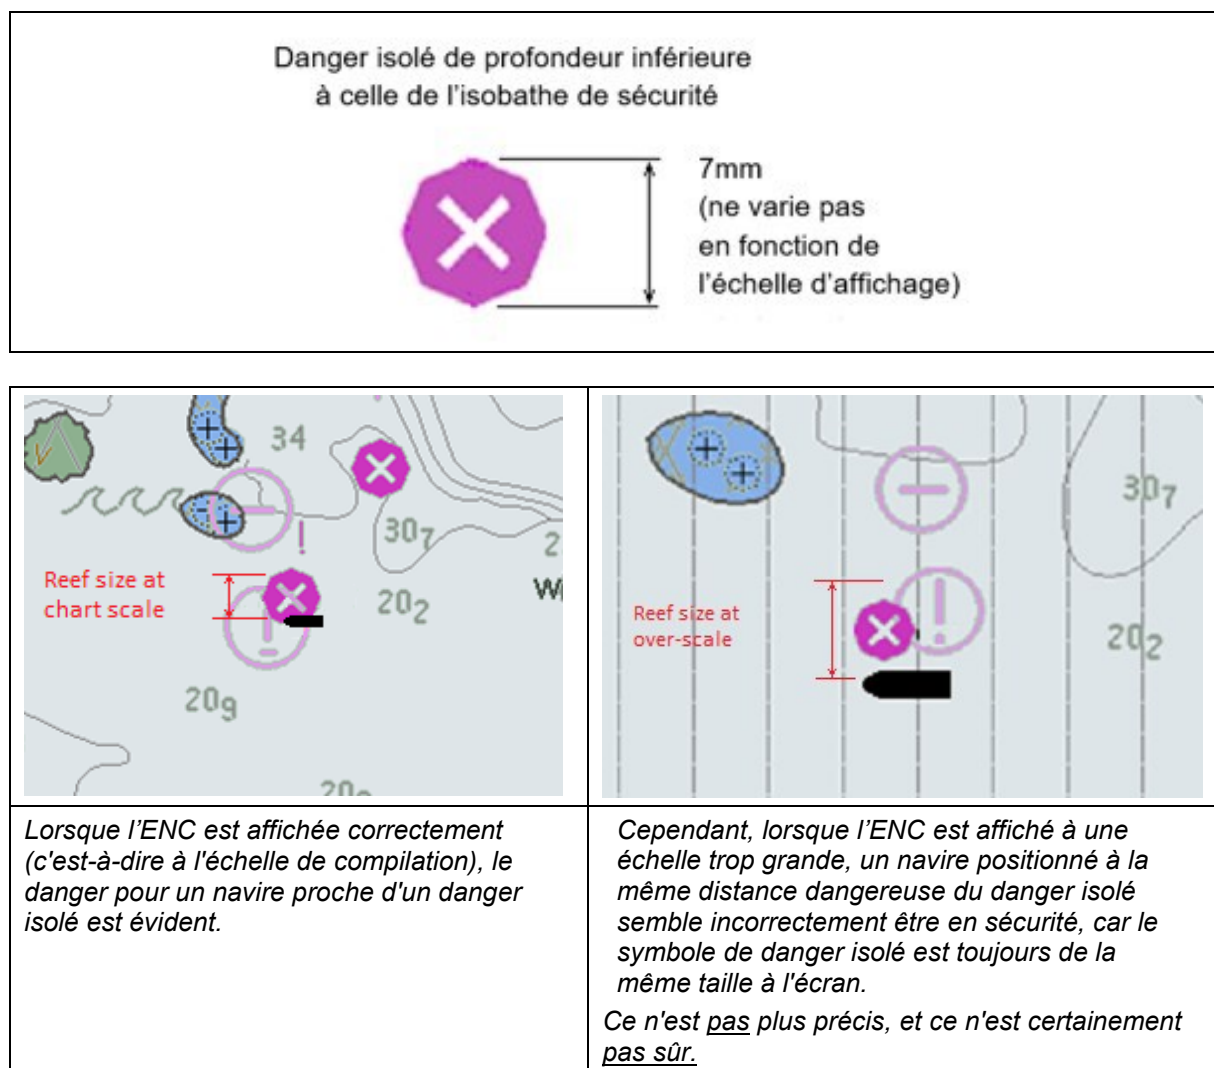 Danger isolé de profondeur inférieure
à celle de l'isobathe de sécurité
7mm
(ne varie pas
en fonction de
l'échelle d'affichage)
34
30₇
!
2
Reef size at
chart scale
20₂
W
20₉
20
30₇
Reef size at
over-scale
!
20₂
Lorsque l’ENC est affichée correctement
(c'est-à-dire à l'échelle de compilation), le
danger pour un navire proche d'un danger
isolé est évident.
Cependant, lorsque l’ENC est affiché à une
échelle trop grande, un navire positionné à la
même distance dangereuse du danger isolé
semble incorrectement être en sécurité, car le
symbole de danger isolé est toujours de la
même taille à l'écran.
Ce n'est pas plus précis, et ce n'est certainement
pas sûr.